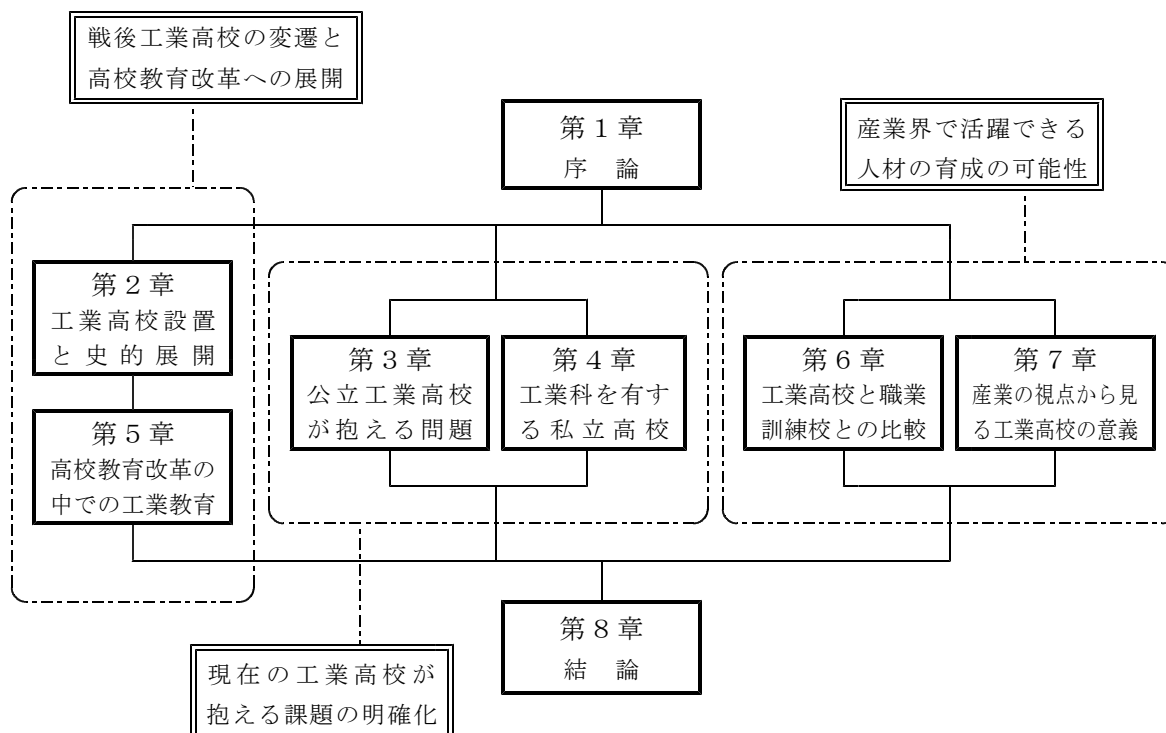 戦後工業高校の変遷と
高校教育改革への展開
第1章
序論
産業界で活躍できる
人材の育成の可能性
第2章
工業高校設置
と史的展開
第5章
高校教育改革の
中での工業教育
第3章
公立工業高校
が抱える問題
第4章
工業科を有す
る私立高校
第6章
工業高校と職業
訓練校との比較
第7章
産業の視点から見
る工業高校の意義
第8章
結論
現在の工業高校が
抱える課題の明確化